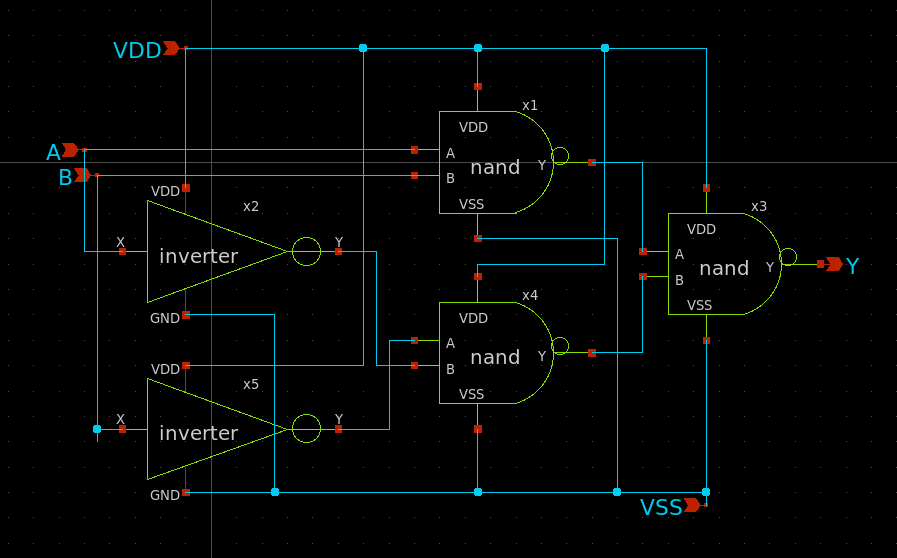 VDD
x1
VDD
A
A
nand
Y
B
B
VSS
VDD
x2
x3
VDD
X
inverter
Y
A
nand
Y
Y
B
x4
VSS
GND
VDD
A
nand
Y
B
VDD
x5
VSS
X
inverter
Y
GND
VSS